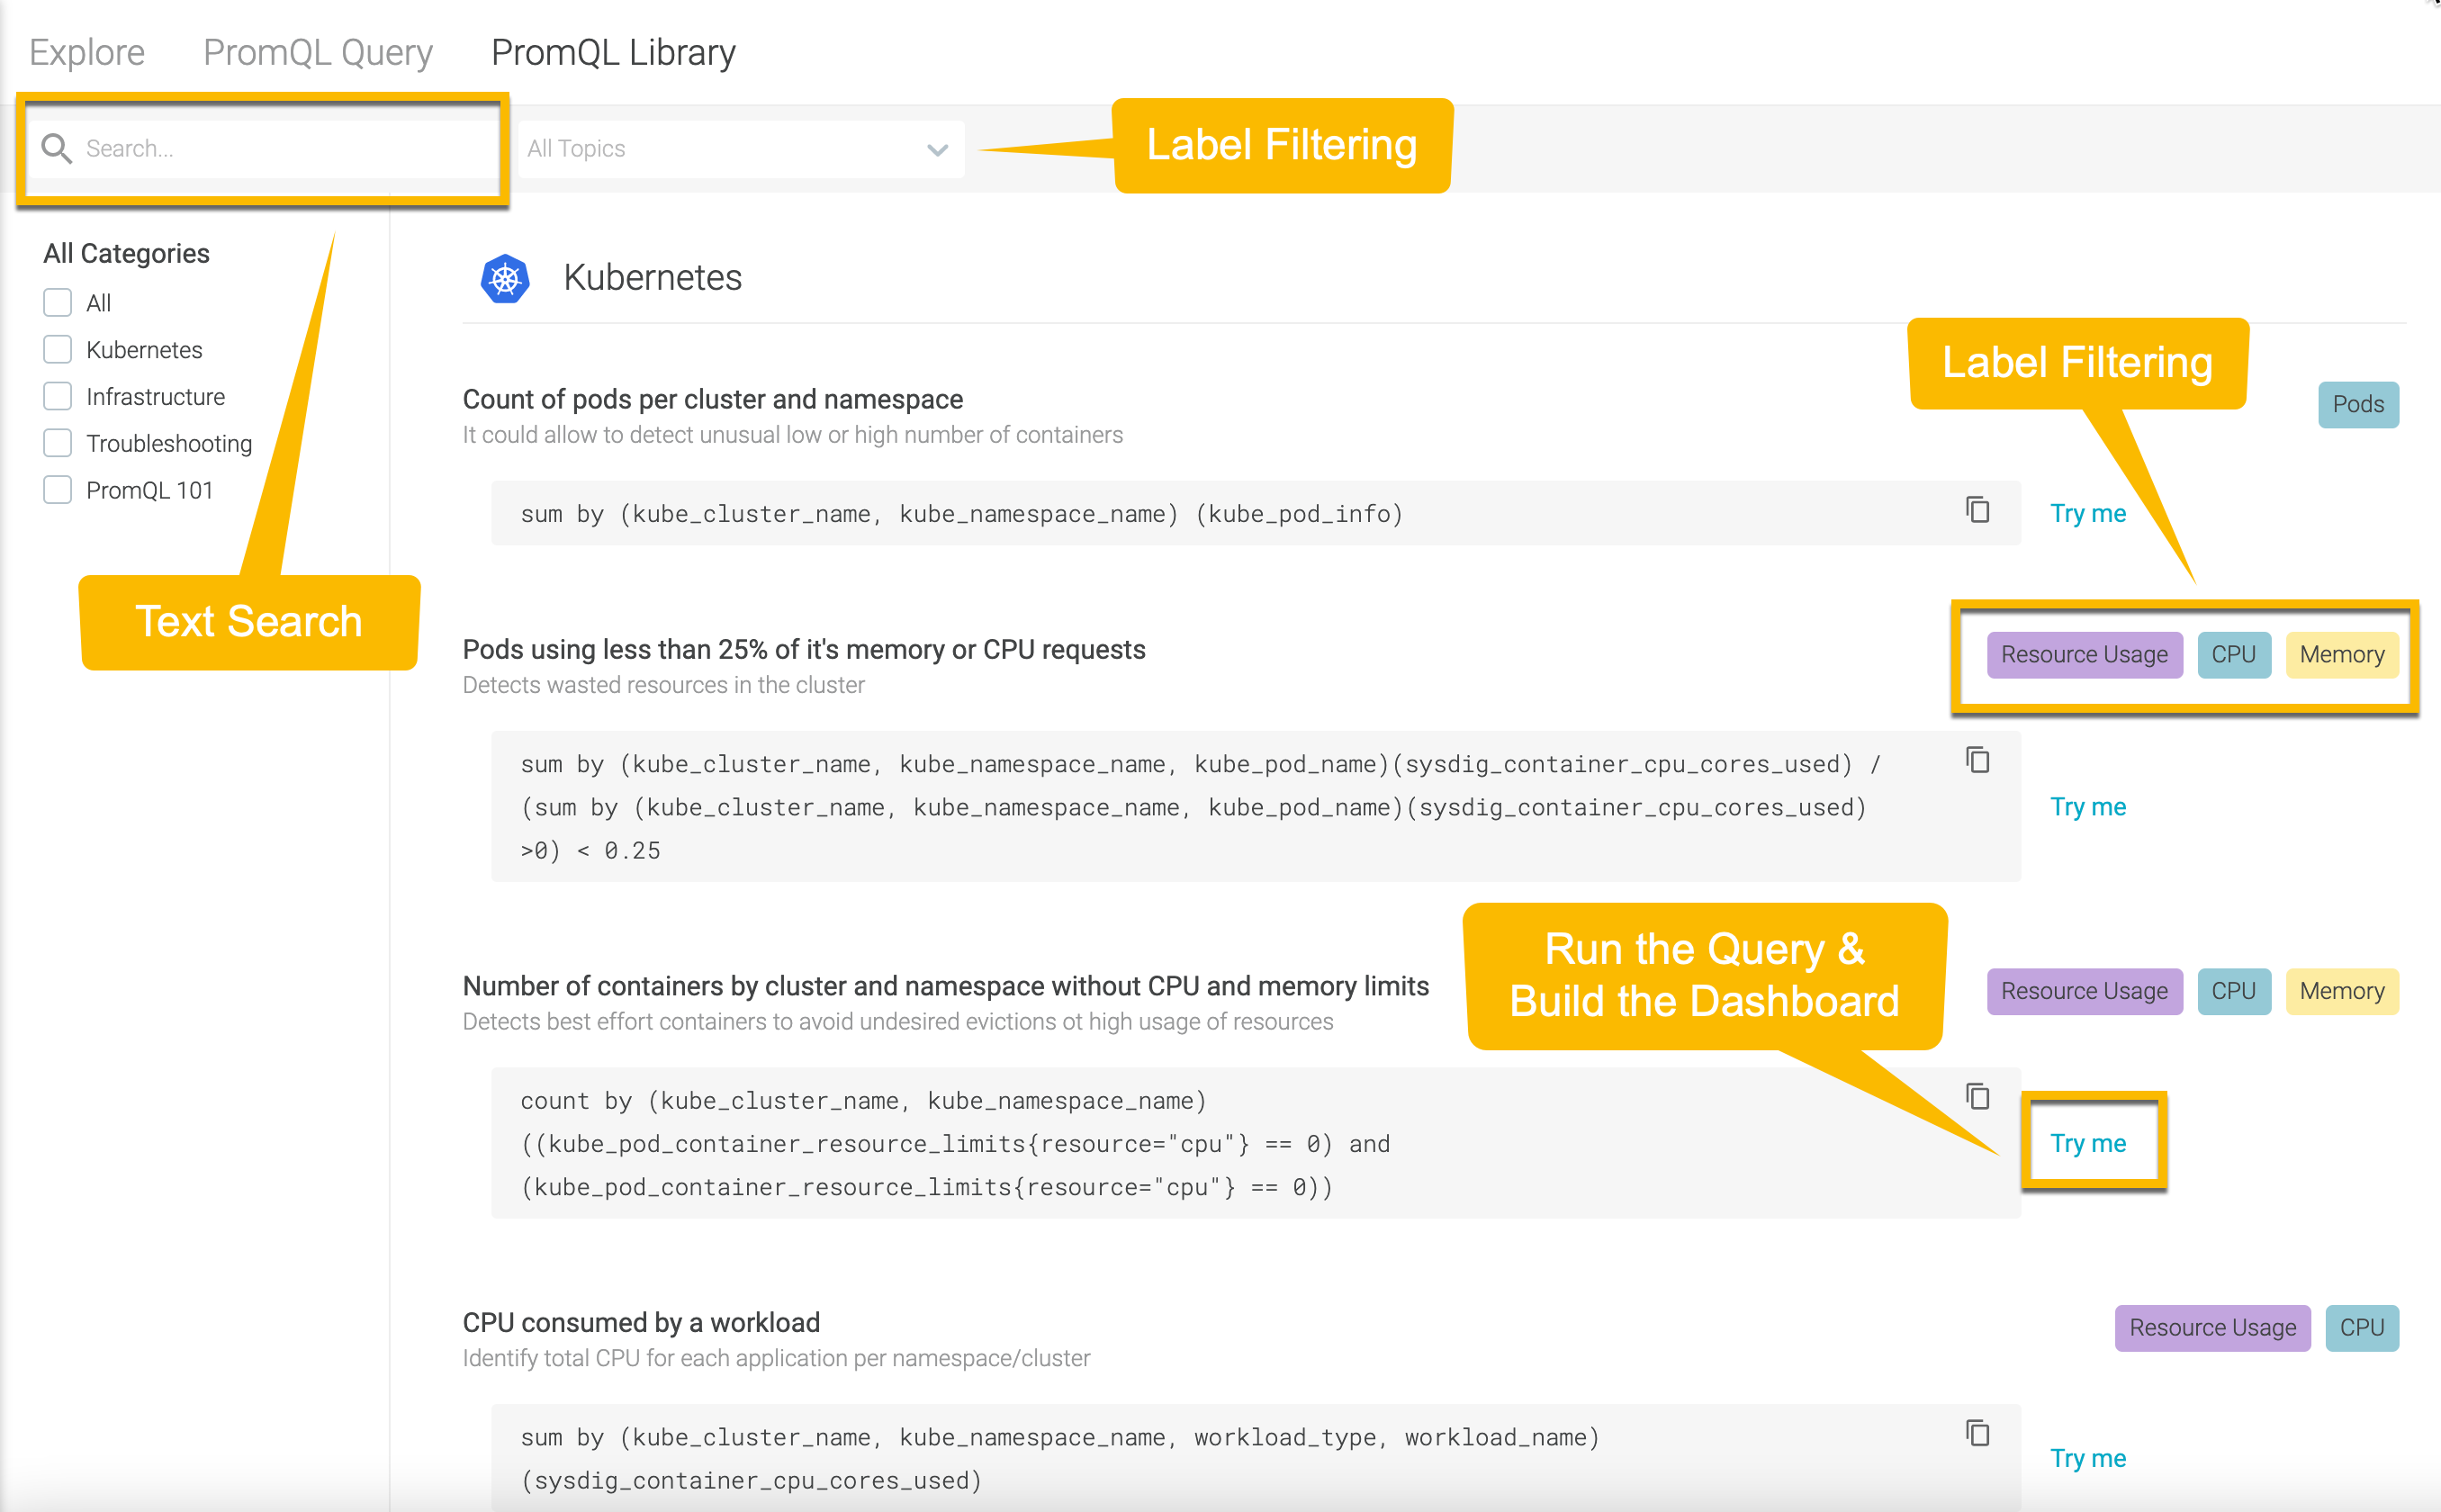 Explore PromQL Query PromQL Library
Search...
All Topics
Label Filtering
All Categories
All
Kubernetes
Infrastructure
Troubleshooting
PromQL 101
Text Search
Kubernetes
Label Filtering
Count of pods per cluster and namespace
Pods
It could allow to detect unusual low or high number of containers
sum by (kube_cluster_name, kube_namespace_name) (kube_pod_info)
Try me
Pods using less than 25% of it's memory or CPU requests
Resource Usage CPU Memory
Detects wasted resources in the cluster
sum by (kube_cluster_name, kube_namespace_name, kube_pod_name)(sysdig_container_cpu_cores_used) /
(sum by (kube_cluster_name, kube_namespace_name, kube_pod_name)(sysdig_container_cpu_cores_used)
>0) < 0.25
Try me
Run the Query &
Build the Dashboard
Number of containers by cluster and namespace without CPU and memory limits
Resource Usage CPU Memory
Detects best effort containers to avoid undesired evictions ot high usage of resources
count by (kube_cluster_name, kube_namespace_name)
((kube_pod_container_resource_limits{resource="cpu"} == 0) and
(kube_pod_container_resource_limits{resource="cpu"} == 0))
Try me
CPU consumed by a workload
Resource Usage CPU
Identify total CPU for each application per namespace/cluster
sum by (kube_cluster_name, kube_namespace_name, workload_type, workload_name)
(sysdig_container_cpu_cores_used)
Try me